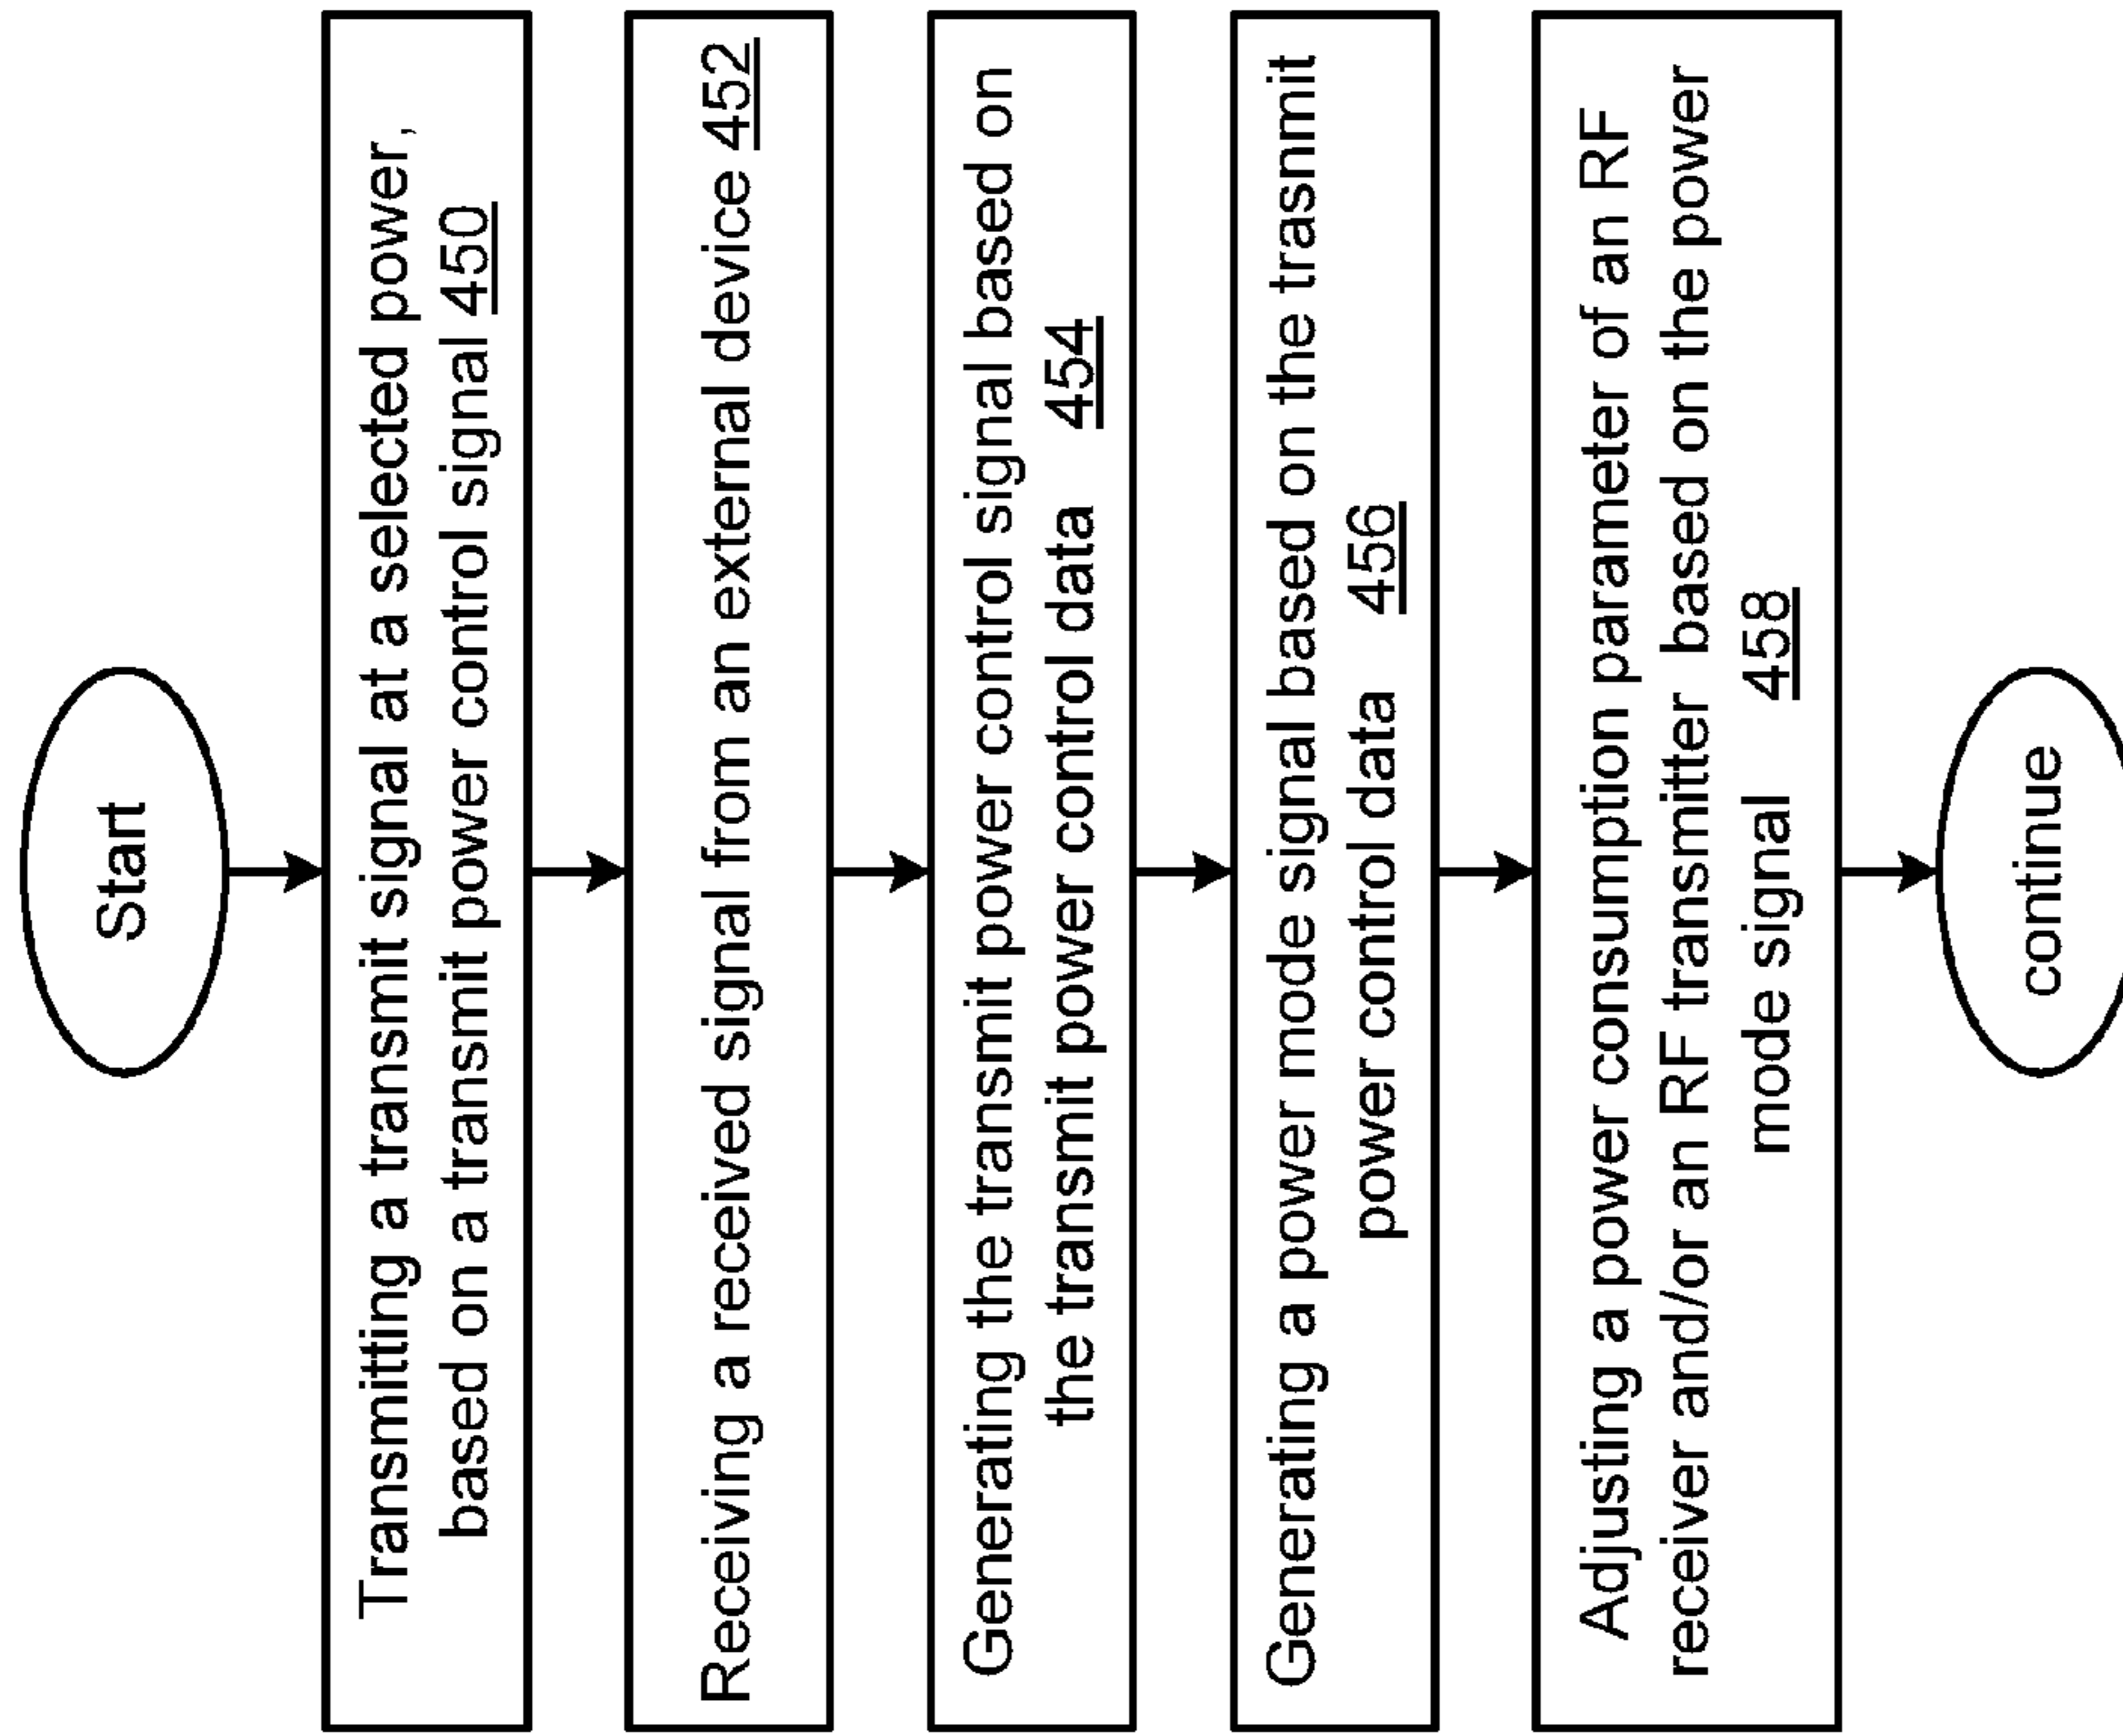 Start
Transmitting a transmit signal at a selected power,
based on a transmit power control signal 450
Receiving a received signal from an external device 452
Generating the transmit power control signal based on
the transmit power control data 454
Generating a power mode signal based on the trasnmit
power control data 456
Adjusting a power consumption parameter of an RF
receiver and/or an RF transmitter based on the power
mode signal 458
continue